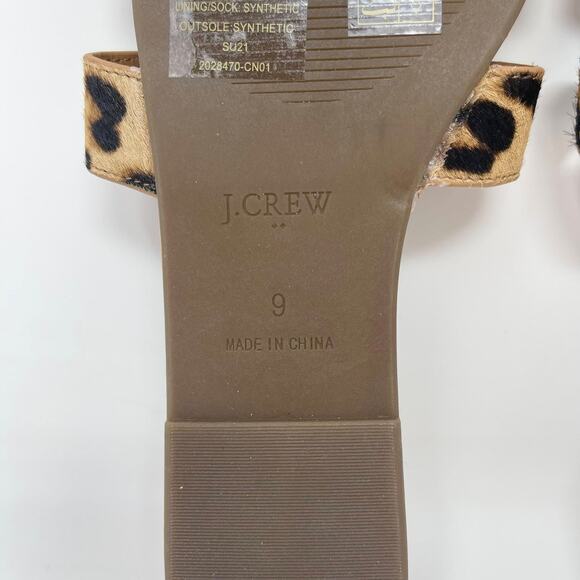 LINING/SOCK: SYNTHETIC
OUTSOLE SYNTHETIC
SU21
2028470-CN01
J.CREW
9
MADE IN CHINA